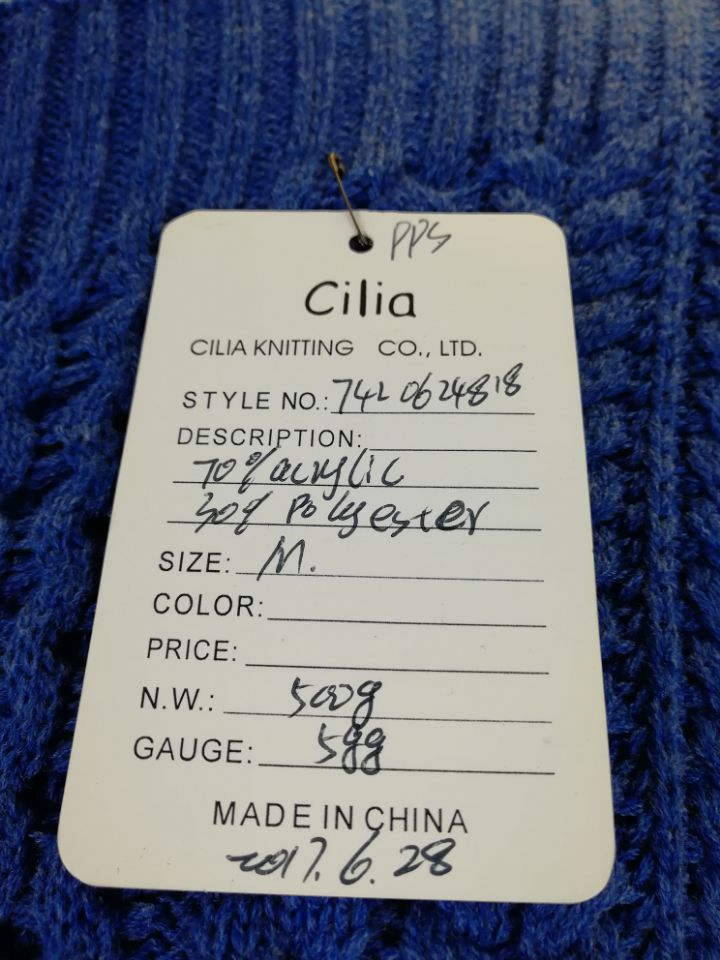 PPS
Cilia
CILIA KNITTING CO., LTD.
STYLE NO.: 7420624818
DESCRIPTION:
70% acrylic
30% Polyester
SIZE: M.
COLOR:
PRICE:
N.W.: 500g
GAUGE: 5gg
MADE IN CHINA
2017.6.28